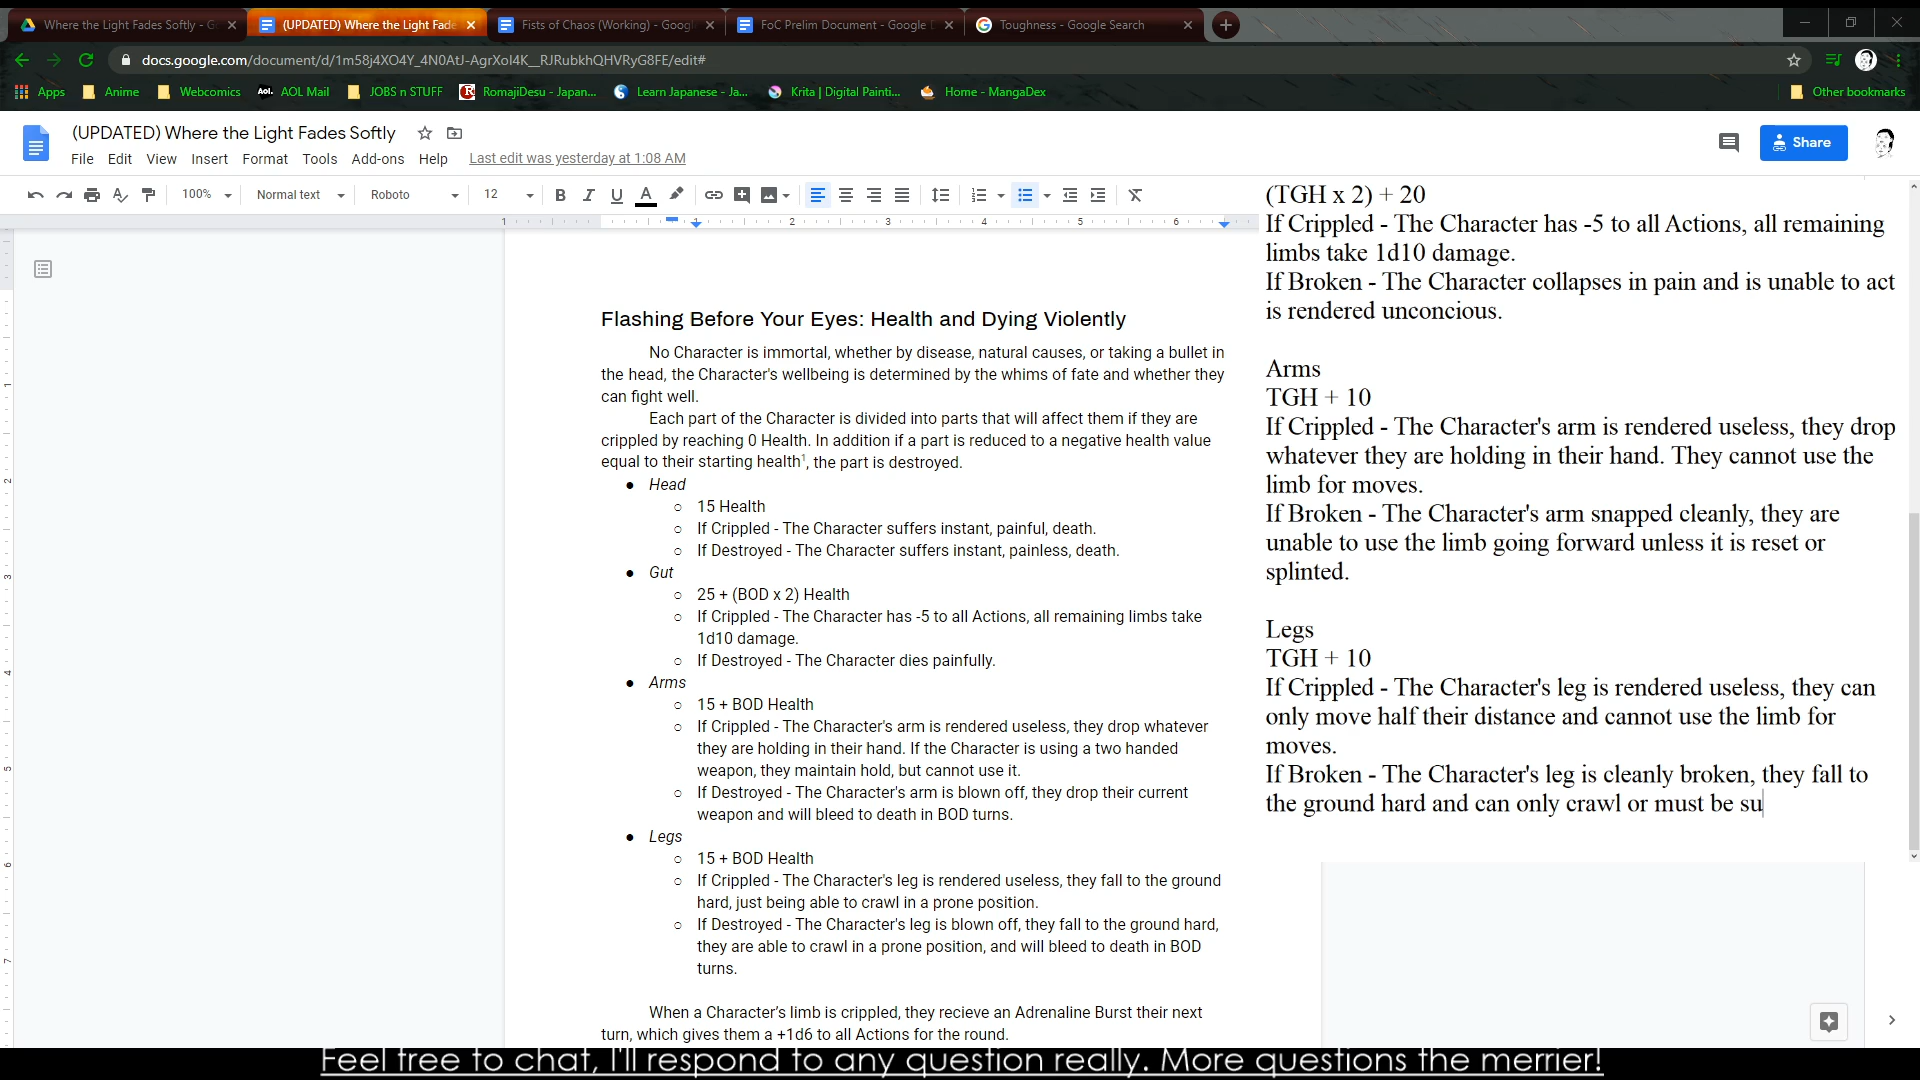 Where the Light Fades Softly - G
(UPDATED) Where the Light Fade
Fists of Chaos (Working) - Googl
FoC Prelim Document - Google D
Toughness - Google Search
docs.google.com/document/d/1m58j4XO4Y_4N0AtJ-AgrXoI4K__RJRubkhQHVRyG8FE/edit#
Apps
Anime
Webcomics
Aol.
AOL Mail
JOBS n STUFF
RomajiDesu - Japan...
Learn Japanese - Ja...
Krita | Digital Painti...
Home - MangaDex
Other bookmarks
(UPDATED) Where the Light Fades Softly
Share
File Edit View Insert Format Tools Add-ons Help Last edit was yesterday at 1:08 AM
100% Normal text Roboto 12 B I U A
1 1 2 3 4 5 6
Flashing Before Your Eyes: Health and Dying Violently
No Character is immortal, whether by disease, natural causes, or taking a bullet in
the head, the Character's wellbeing is determined by the whims of fate and whether they
can fight well.
Each part of the Character is divided into parts that will affect them if they are
crippled by reaching 0 Health. In addition if a part is reduced to a negative health value
equal to their starting health¹, the part is destroyed.
● Head
○ 15 Health
○ If Crippled - The Character suffers instant, painful, death.
○ If Destroyed - The Character suffers instant, painless, death.
● Gut
○ 25 + (BOD x 2) Health
○ If Crippled - The Character has -5 to all Actions, all remaining limbs take
1d10 damage.
○ If Destroyed - The Character dies painfully.
● Arms
○ 15 + BOD Health
○ If Crippled - The Character's arm is rendered useless, they drop whatever
they are holding in their hand. If the Character is using a two handed
weapon, they maintain hold, but cannot use it.
○ If Destroyed - The Character's arm is blown off, they drop their current
weapon and will bleed to death in BOD turns.
● Legs
○ 15 + BOD Health
○ If Crippled - The Character's leg is rendered useless, they fall to the ground
hard, just being able to crawl in a prone position.
○ If Destroyed - The Character's leg is blown off, they fall to the ground hard,
they are able to crawl in a prone position, and will bleed to death in BOD
turns.
When a Character's limb is crippled, they recieve an Adrenaline Burst their next
turn, which gives them a +1d6 to all Actions for the round.
1
2
3
4
5
6
7
(TGH x 2) + 20
If Crippled - The Character has -5 to all Actions, all remaining
limbs take 1d10 damage.
If Broken - The Character collapses in pain and is unable to act
is rendered unconcious.
Arms
TGH + 10
If Crippled - The Character's arm is rendered useless, they drop
whatever they are holding in their hand. They cannot use the
limb for moves.
If Broken - The Character's arm snapped cleanly, they are
unable to use the limb going forward unless it is reset or
splinted.
Legs
TGH + 10
If Crippled - The Character's leg is rendered useless, they can
only move half their distance and cannot use the limb for
moves.
If Broken - The Character's leg is cleanly broken, they fall to
the ground hard and can only crawl or must be su
Feel free to chat, I'll respond to any question really. More questions the merrier!